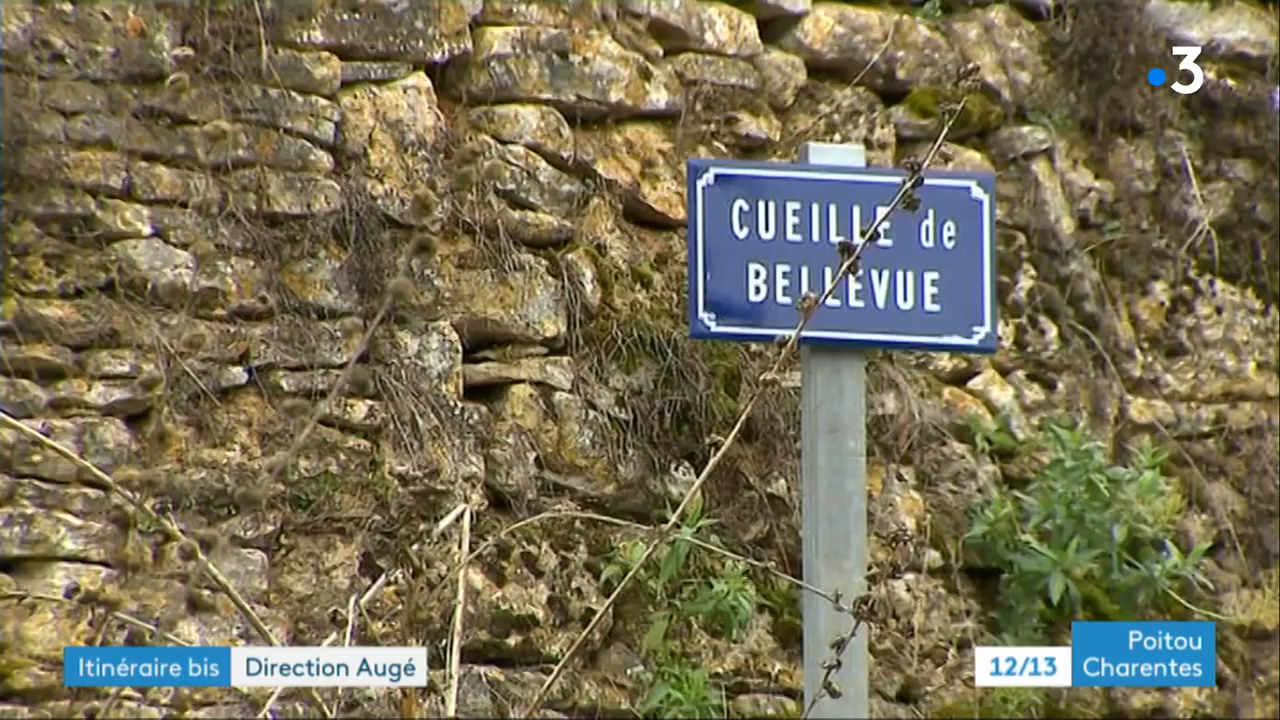 3
CUEILLE de
BELLEVUE
Itinéraire bis Direction Augé
12/13 Poitou
Charentes